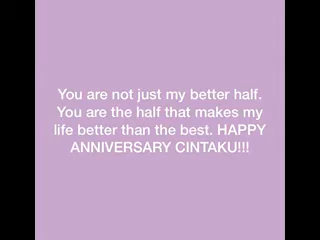 You are not just my better half.
You are the half that makes my
life better than the best. HAPPY
ANNIVERSARY CINTAKU!!!